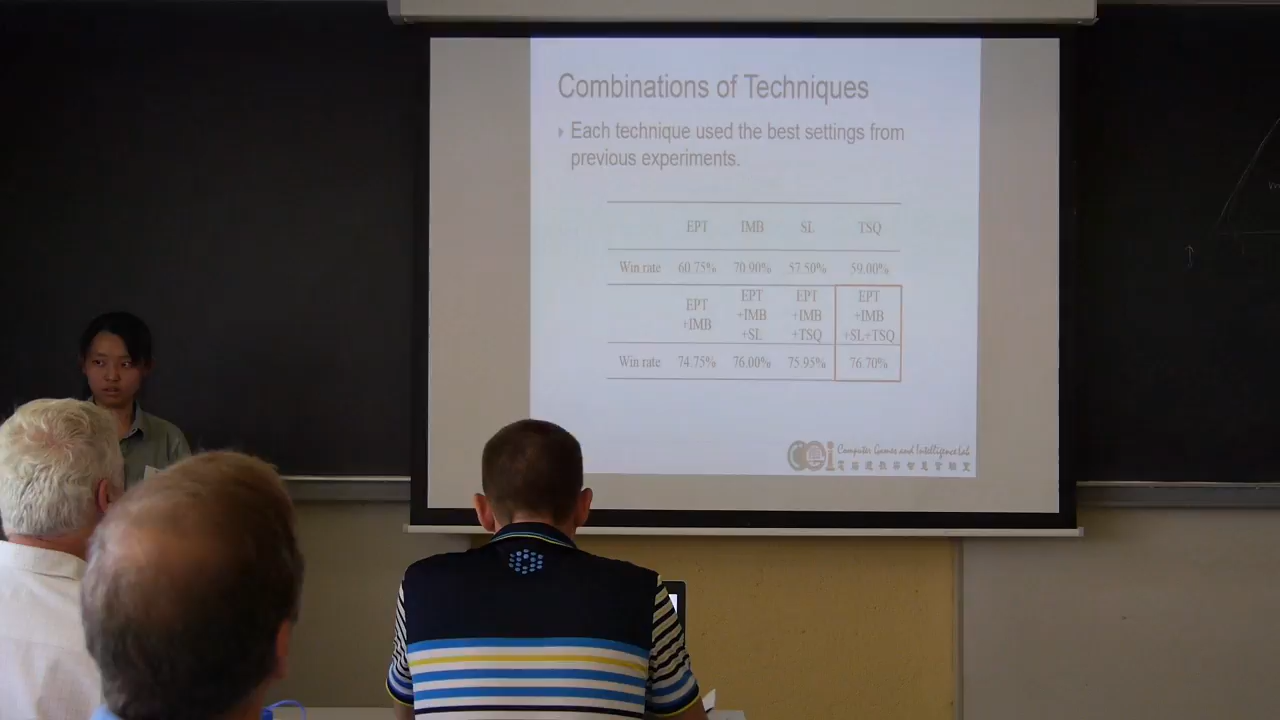 Combinations of Techniques
Each technique used the best settings from
previous experiments.
EPT IMB SL TSQ
Win rate 60.75% 70.90% 57.50% 59.00%
EPT +IMB
EPT +IMB +SL
EPT +IMB +TSQ
EPT +IMB +SL+TSQ
Win rate 74.75% 76.00% 75.95% 76.70%
Computer Games and Intelligence Lab